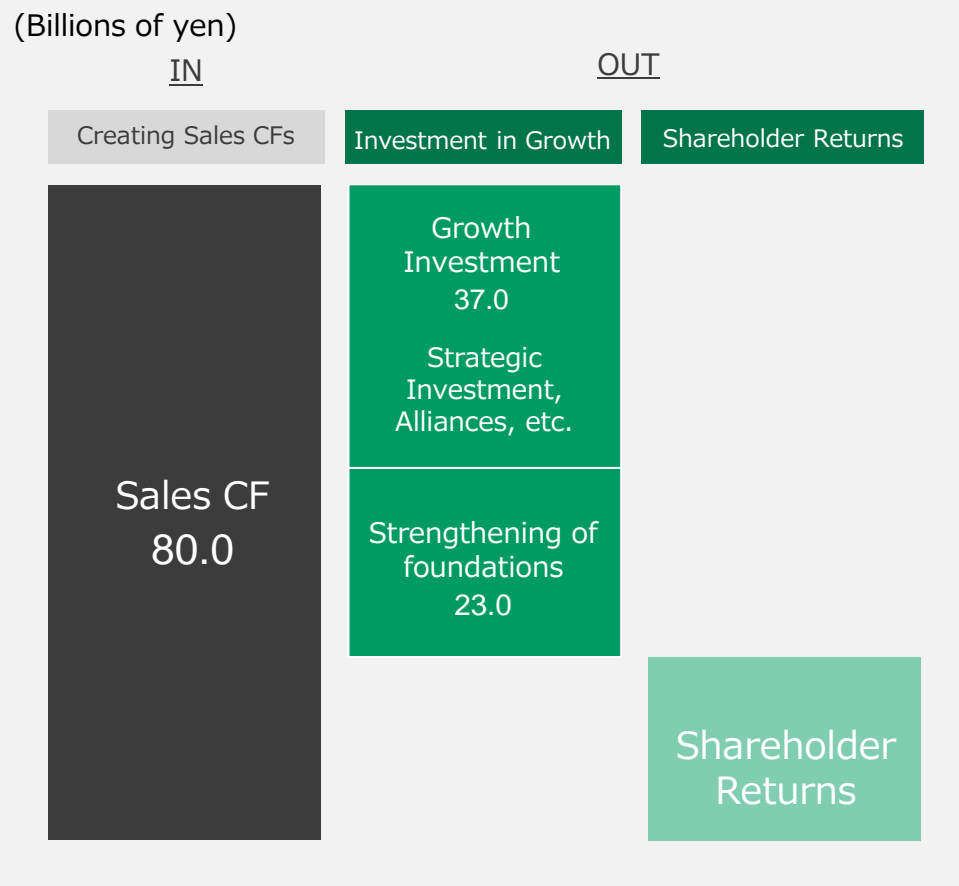 (Billions of yen)
IN
OUT
Creating Sales CFs
Investment in Growth
Shareholder Returns
Sales CF
80.0
Growth
Investment
37.0
Strategic
Investment,
Alliances, etc.
Strengthening of
foundations
23.0
Shareholder
Returns